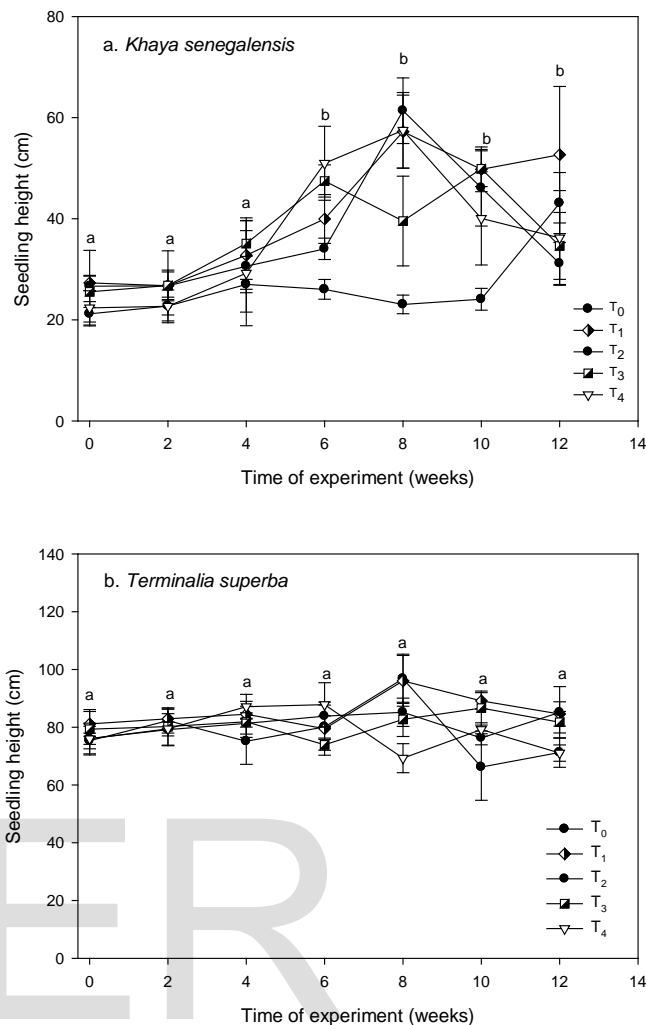 80
a. Khaya senegalensis
b
b
60
b
b
Seedling height (cm)
a
40
a
a
20
T0
T1
T2
T3
T4
0
0 2 4 6 8 10 12 14
Time of experiment (weeks)
140
b. Terminalia superba
120
a
100
a a a a a a
Seedling height (cm)
80
60
40
T0
T1
T2
20
T3
T4
0
0 2 4 6 8 10 12 14
Time of experiment (weeks)
ER